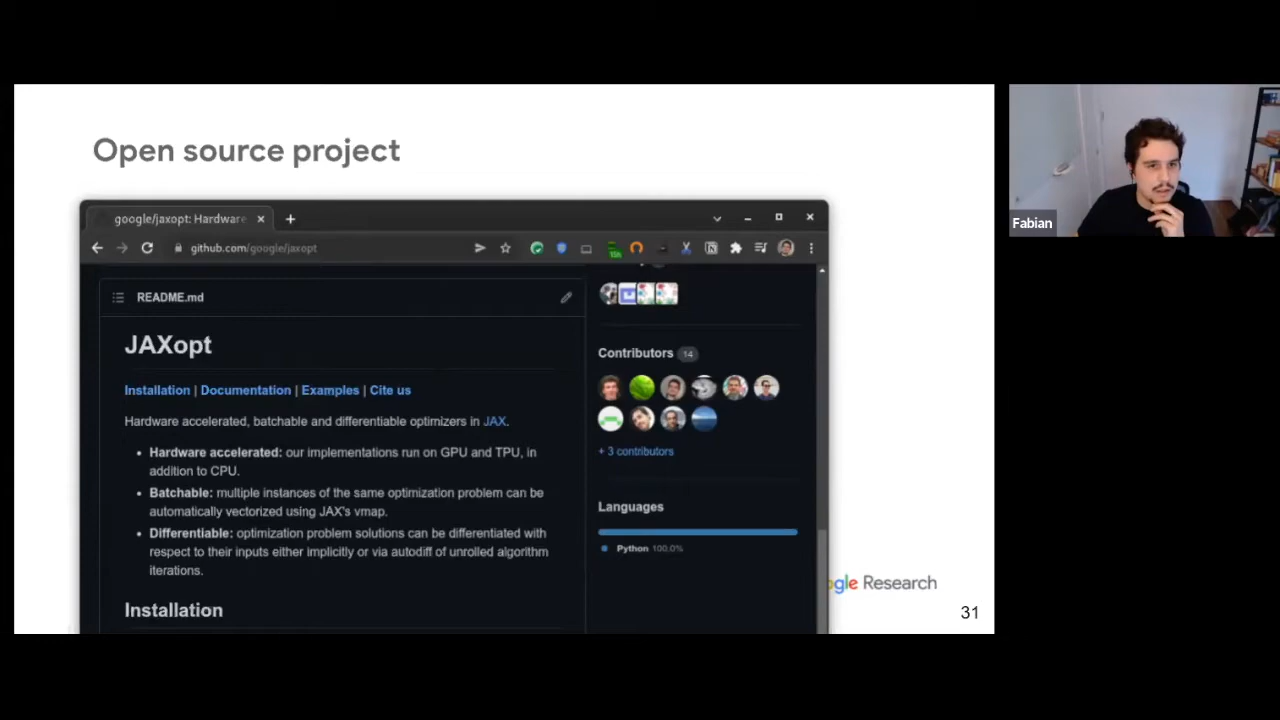 Open source project
google/jaxopt: Hardware
github.com/google/jaxopt
README.md
JAXopt
Installation | Documentation | Examples | Cite us
Hardware accelerated, batchable and differentiable optimizers in JAX.
• Hardware accelerated: our implementations run on GPU and TPU, in
addition to CPU.
• Batchable: multiple instances of the same optimization problem can be
automatically vectorized using JAX's vmap.
• Differentiable: optimization problem solutions can be differentiated with
respect to their inputs either implicitly or via autodiff of unrolled algorithm
iterations.
Installation
Contributors 14
+ 3 contributors
Languages
Python 100.0%
gle Research
31
Fabian